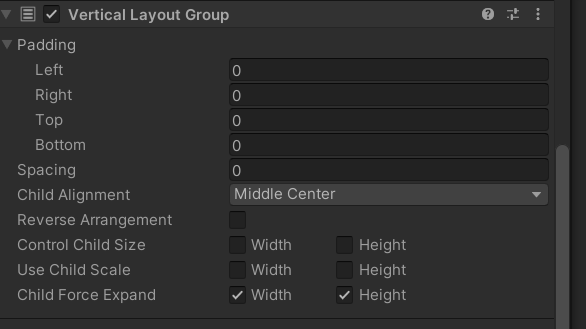 Vertical Layout Group
Padding
Left 0
Right 0
Top 0
Bottom 0
Spacing 0
Child Alignment Middle Center
Reverse Arrangement
Control Child Size Width Height
Use Child Scale Width Height
Child Force Expand Width Height